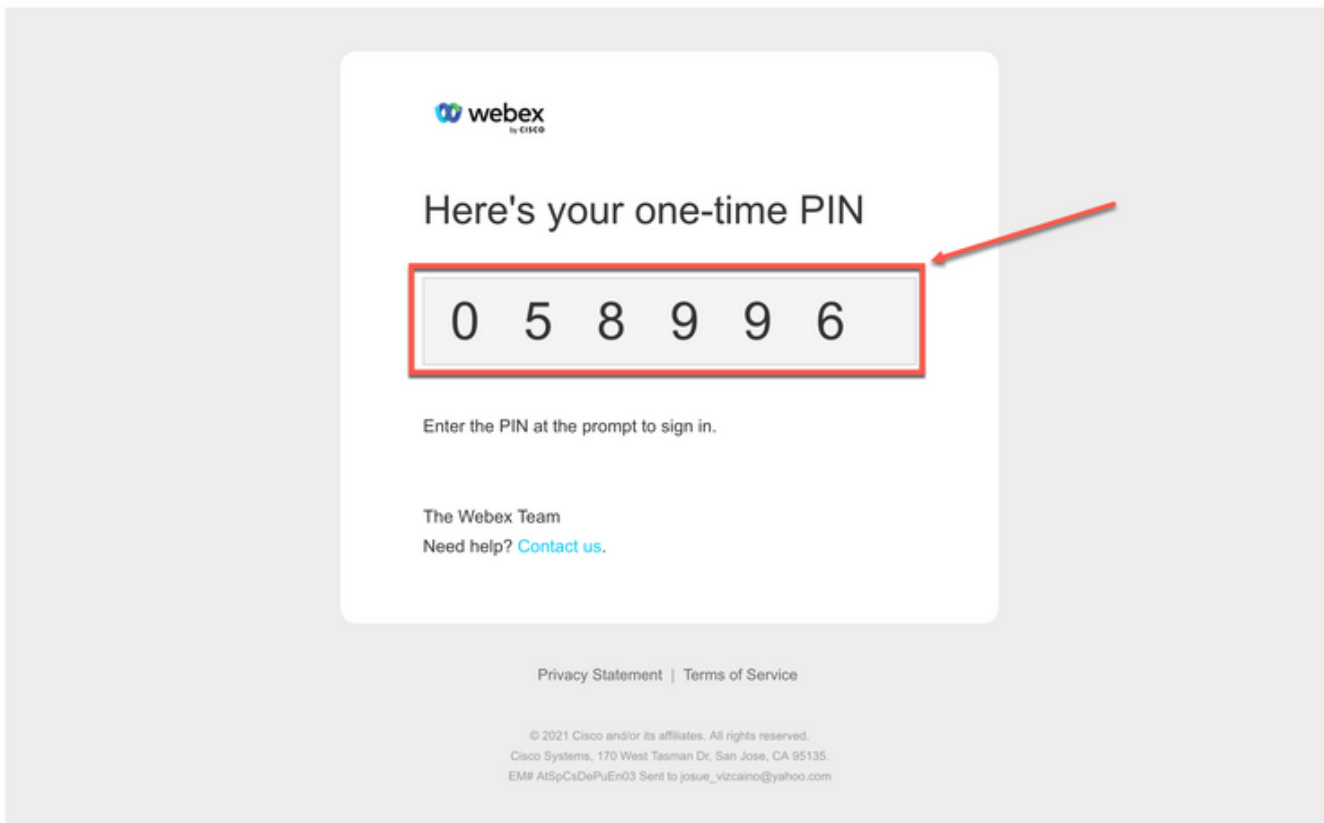 webex
by CISCO
Here's your one-time PIN
0 5 8 9 9 6
Enter the PIN at the prompt to sign in.
The Webex Team
Need help? Contact us.
Privacy Statement | Terms of Service
© 2021 Cisco and/or its affiliates. All rights reserved.
Cisco Systems, 170 West Tasman Dr, San Jose, CA 95135.
EM# AtSpCsDePuEn03 Sent to josue_vizcaino@yahoo.com